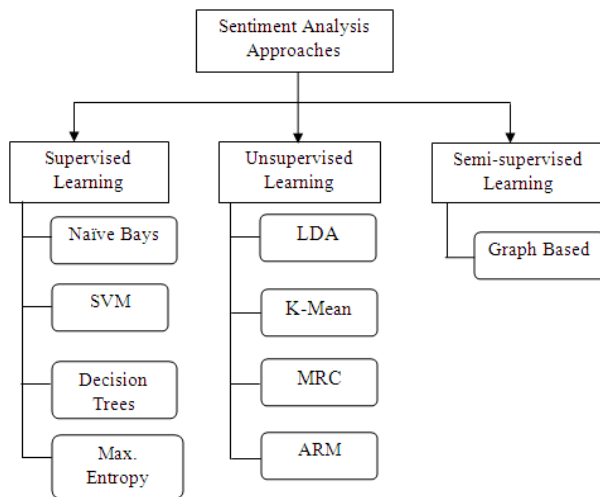 Sentiment Analysis
Approaches
Supervised
Learning
Unsupervised
Learning
Semi-supervised
Learning
Naïve Bays
SVM
Decision
Trees
Max.
Entropy
LDA
K-Mean
MRC
ARM
Graph Based